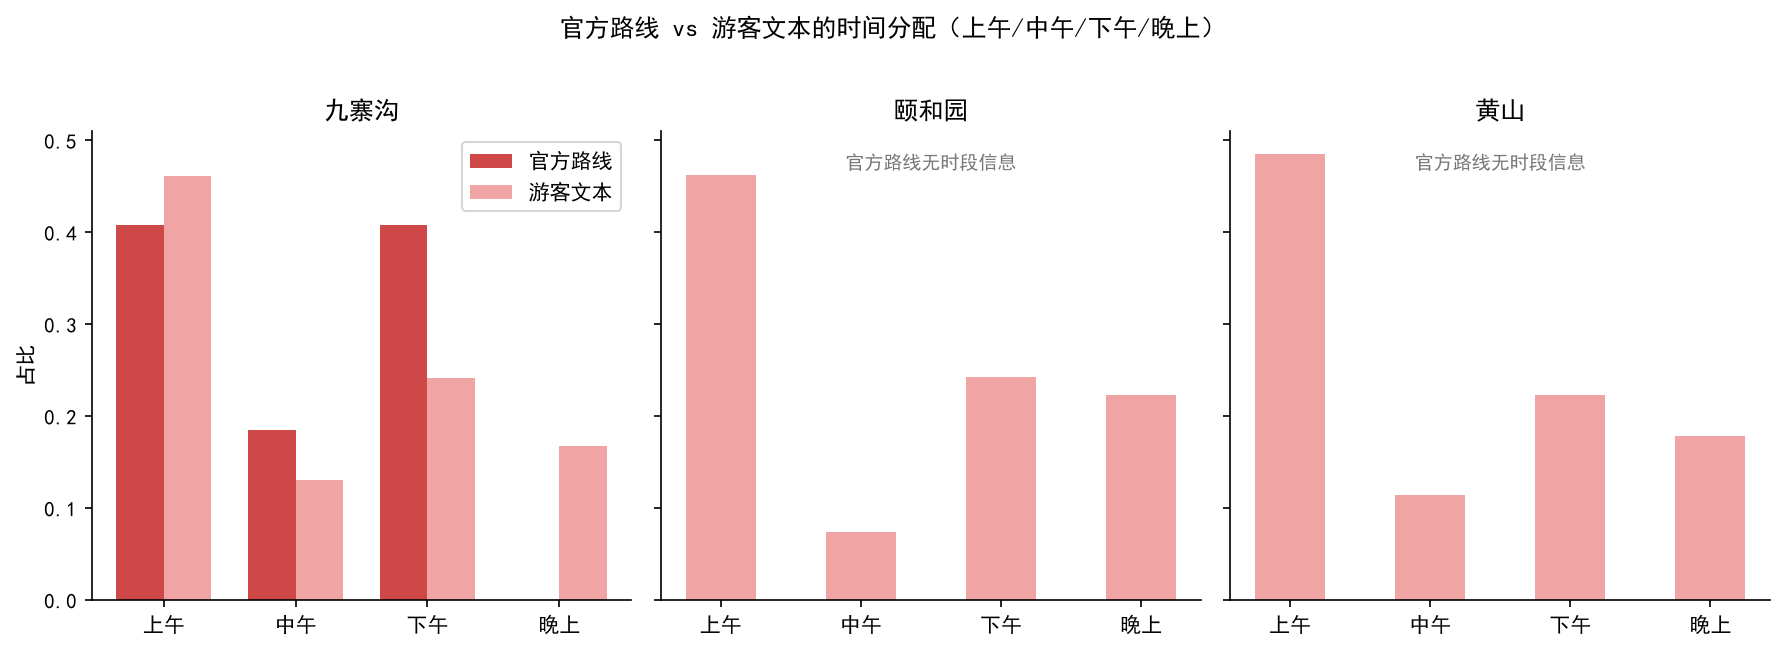 官方路线 vs 游客文本的时间分配（上午/中午/下午/晚上）
九寨沟
颐和园
黄山
官方路线
游客文本
官方路线无时段信息
官方路线无时段信息
占比
0.5
0.4
0.3
0.2
0.1
0.0
上午 中午 下午 晚上
上午 中午 下午 晚上
上午 中午 下午 晚上